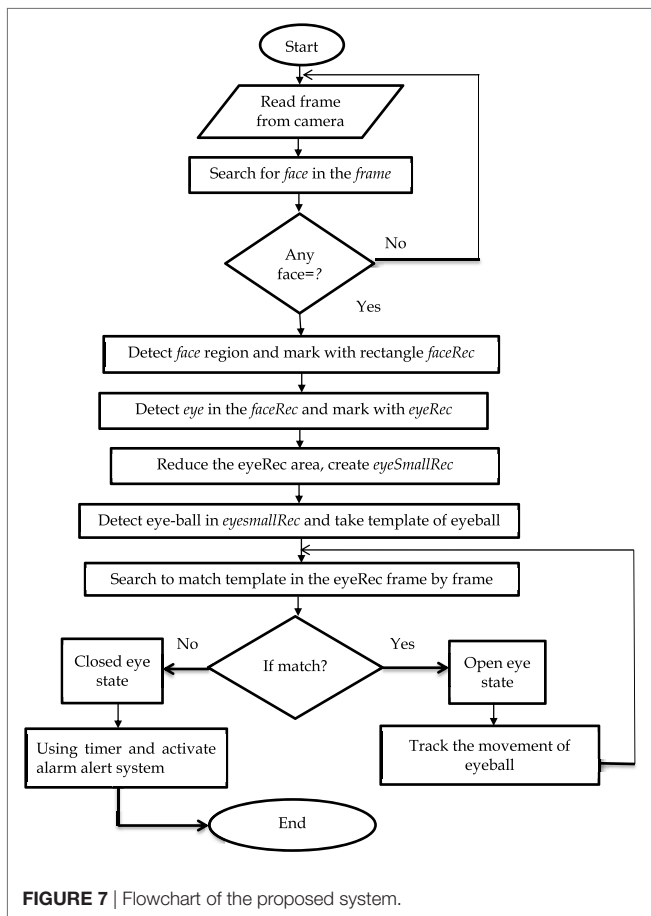 Start
Read frame
from camera
Search for face in the frame
Any
face=?
No
Yes
Detect face region and mark with rectangle faceRec
Detect eye in the faceRec and mark with eyeRec
Reduce the eyeRec area, create eyeSmallRec
Detect eye-ball in eyesmallRec and take template of eyeball
Search to match template in the eyeRec frame by frame
If match?
No
Yes
Closed eye
state
Open eye
state
Using timer and activate
alarm alert system
Track the movement of
eyeball
End
FIGURE 7 | Flowchart of the proposed system.